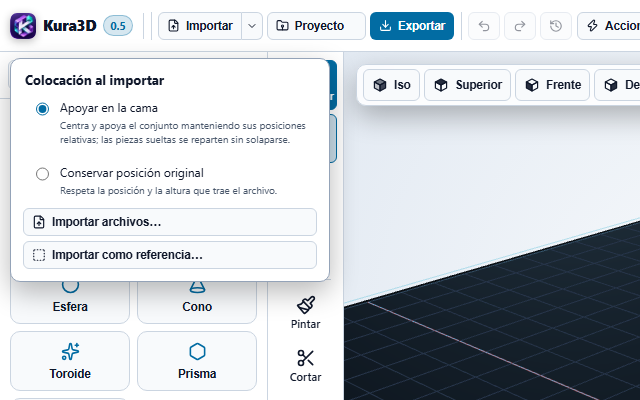 Kura3D 0.5 Importar Proyecto Exportar
Colocación al importar
Apoyar en la cama
Centra y apoya el conjunto manteniendo sus posiciones
relativas; las piezas sueltas se reparten sin solaparse.
Conservar posición original
Respeta la posición y la altura que trae el archivo.
Importar archivos...
Importar como referencia...
Iso Superior Frente
Esfera Cono
Toroide Prisma
Pintar
Cortar